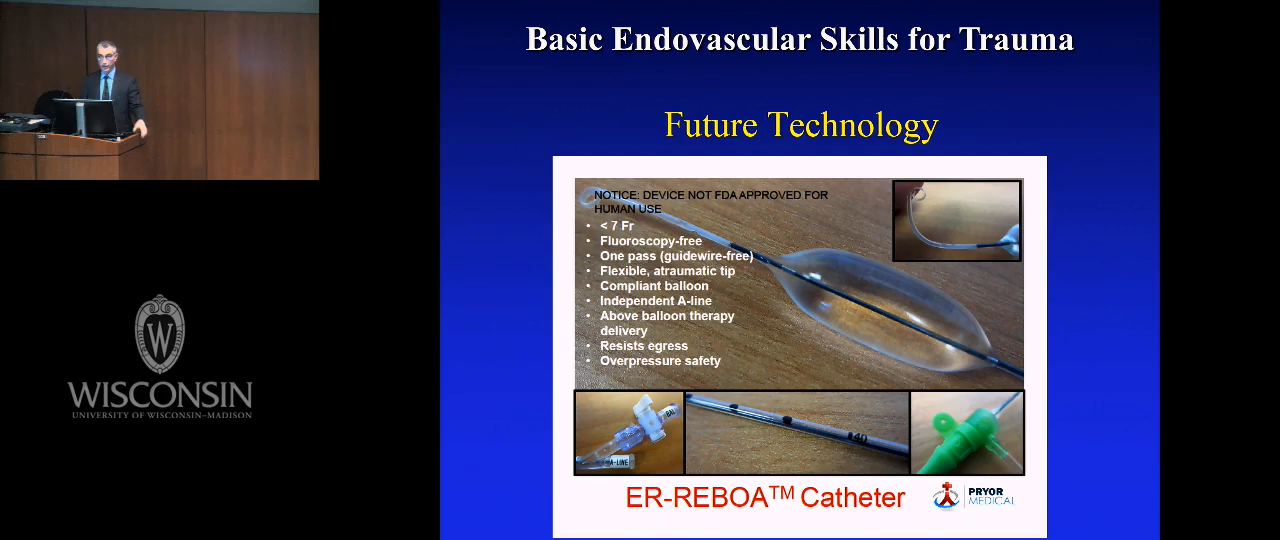 Basic Endovascular Skills for Trauma
Future Technology
NOTICE: DEVICE NOT FDA APPROVED FOR
HUMAN USE
• < 7 Fr
• Fluoroscopy-free
• One pass (guidewire-free)
• Flexible, atraumatic tip
• Compliant balloon
• Independent A-line
• Above balloon therapy
delivery
• Resists egress
• Overpressure safety
BAL
A-LINE
40
ER-REBOA™ Catheter
PRYOR
MEDICAL
W
WISCONSIN
UNIVERSITY OF WISCONSIN–MADISON